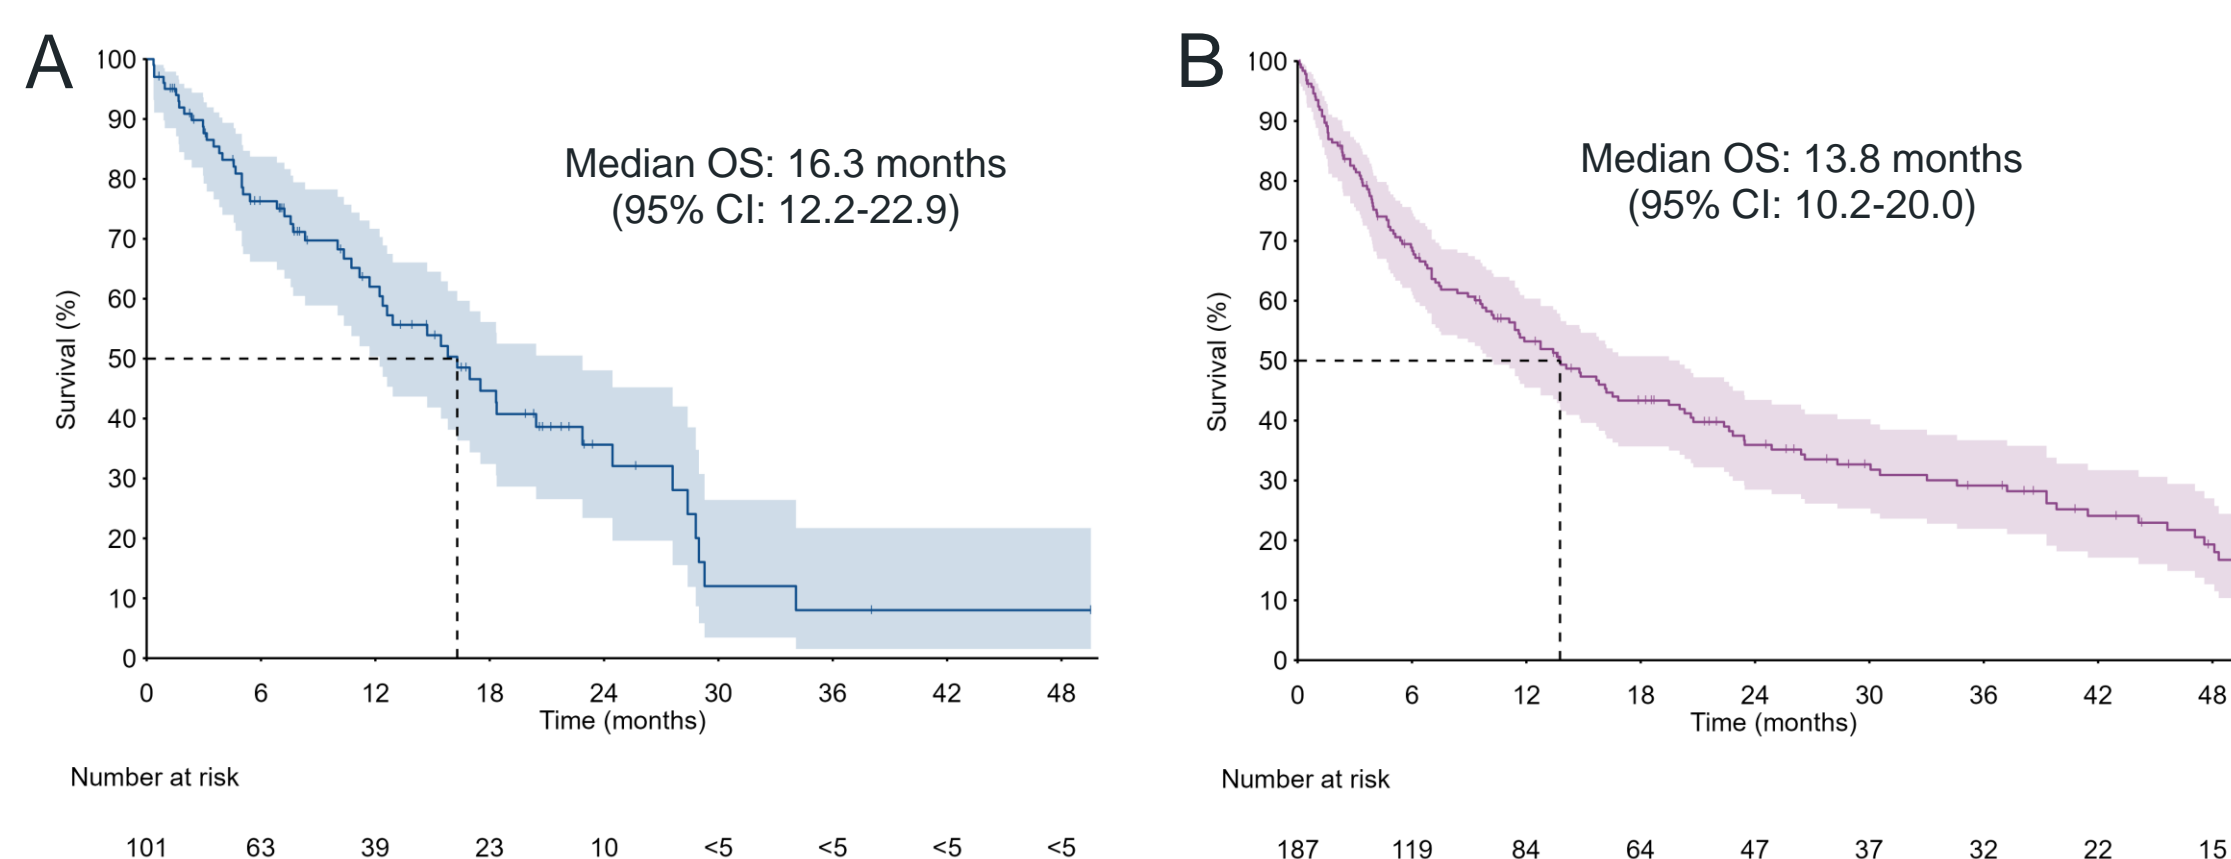 A
100
90
80
70
60
50
40
30
20
10
0
Survival (%)
Median OS: 16.3 months
(95% CI: 12.2-22.9)
0 6 12 18 24 30 36 42 48
Time (months)
Number at risk
101 63 39 23 10 <5 <5 <5 <5
B
100
90
80
70
60
50
40
30
20
10
0
Survival (%)
Median OS: 13.8 months
(95% CI: 10.2-20.0)
0 6 12 18 24 30 36 42 48
Time (months)
Number at risk
187 119 84 64 47 37 32 22 15